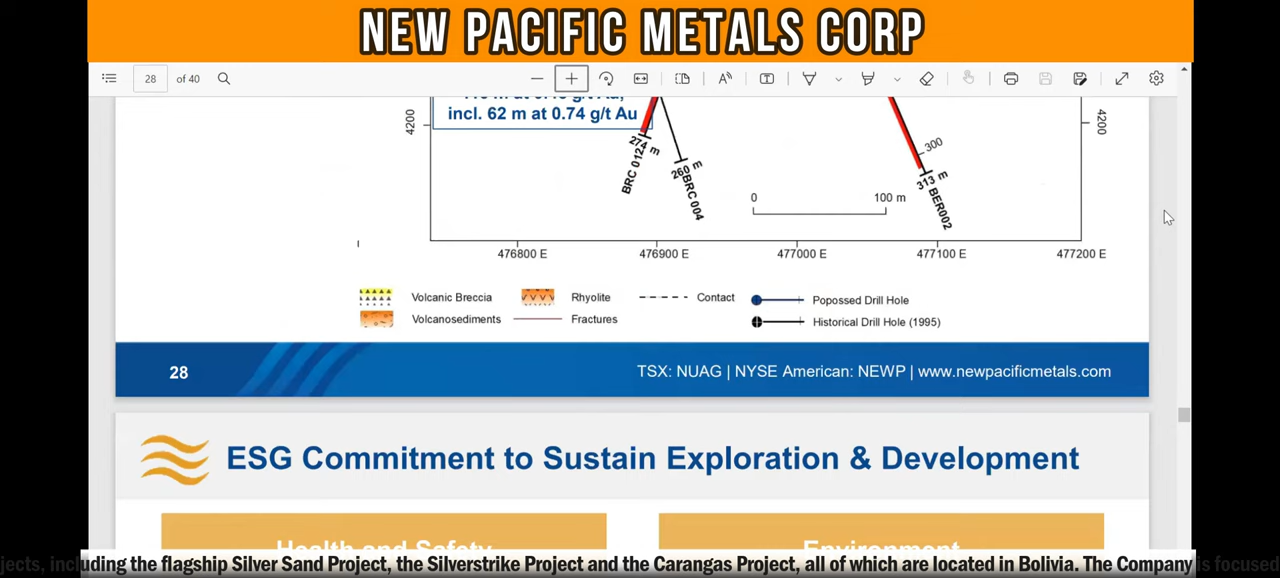 NEW PACIFIC METALS CORP
28 of 40
incl. 62 m at 0.74 g/t Au
4200
4200
274 m
BRC 012
260 m
BRC 004
300
313 m
BER002
0 100 m
476800 E 476900 E 477000 E 477100 E 477200 E
Volcanic Breccia Rhyolite Contact Popossed Drill Hole
Volcanosediments Fractures Historical Drill Hole (1995)
28 TSX: NUAG | NYSE American: NEWP | www.newpacificmetals.com
ESG Commitment to Sustain Exploration & Development
Health and Safety Environment
jects, including the flagship Silver Sand Project, the Silverstrike Project and the Carangas Project, all of which are located in Bolivia. The Company is focused